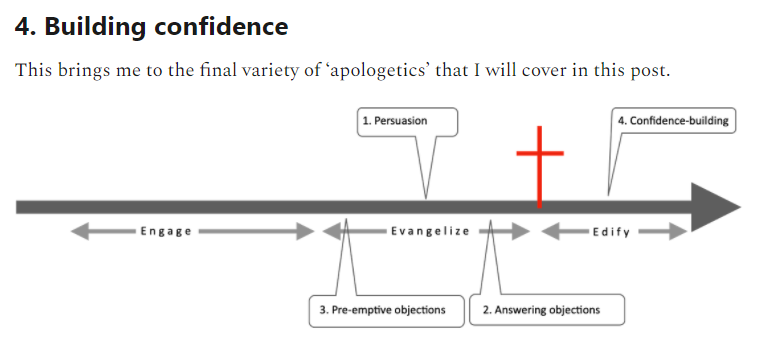 4. Building confidence
This brings me to the final variety of ‘apologetics’ that I will cover in this post.
1. Persuasion
4. Confidence-building
Engage
Evangelize
Edify
3. Pre-emptive objections
2. Answering objections